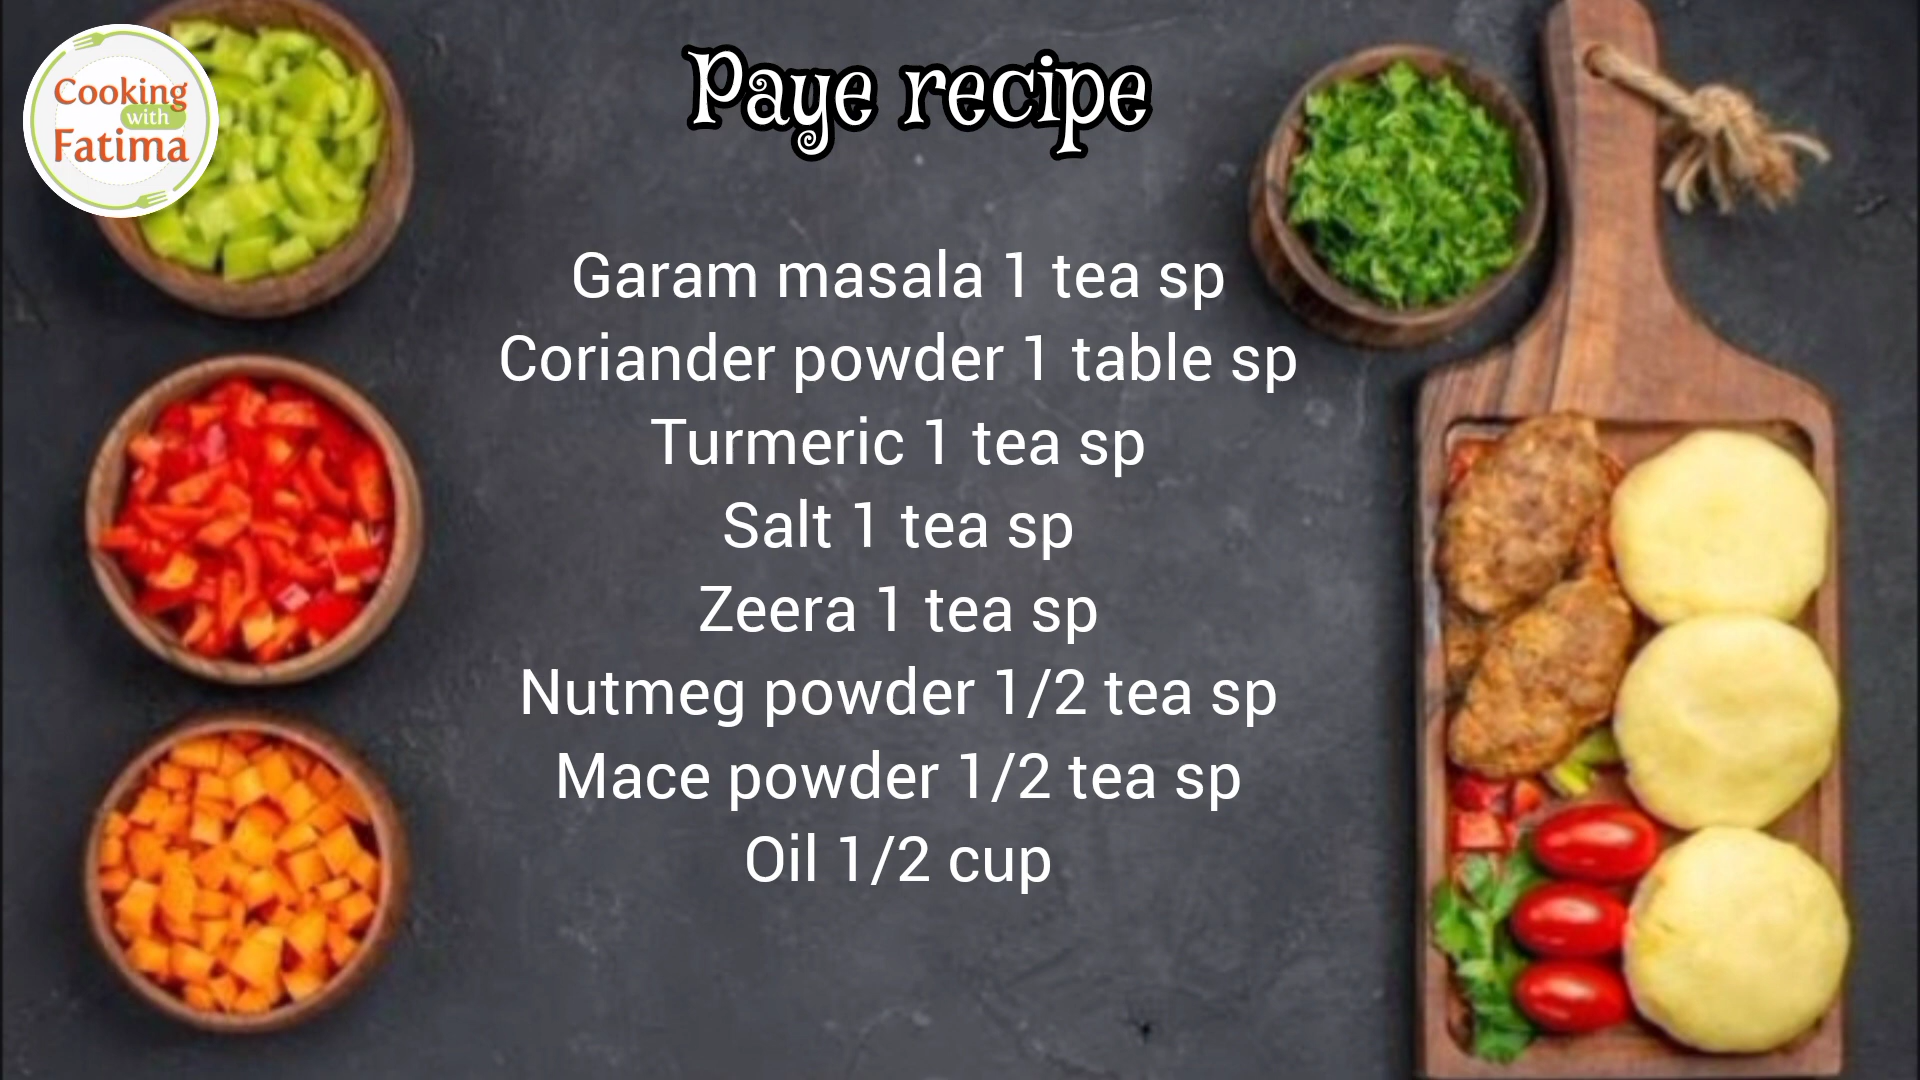 Cooking
with
Fatima
Paye recipe
Garam masala 1 tea sp
Coriander powder 1 table sp
Turmeric 1 tea sp
Salt 1 tea sp
Zeera 1 tea sp
Nutmeg powder 1/2 tea sp
Mace powder 1/2 tea sp
Oil 1/2 cup